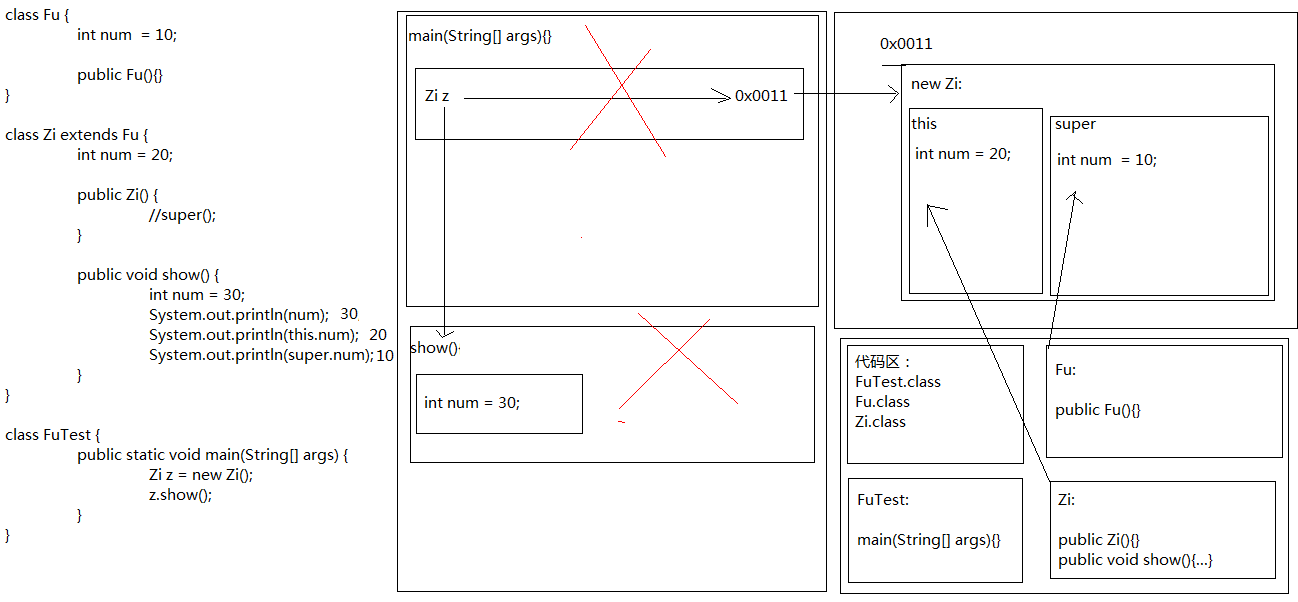 class Fu {
int num  = 10;
public Fu(){}
}
class Zi extends Fu {
int num = 20;
public Zi() {
//super();
}
public void show() {
int num = 30;
System.out.println(num);   30
System.out.println(this.num);   20
System.out.println(super.num); 10
}
}
class FuTest {
public static void main(String[] args) {
Zi z = new Zi();
z.show();
}
}
main(String[] args){}
Zi z
0x0011
show()
int num = 30;
0x0011
new Zi:
this
int num = 20;
super
int num  = 10;
代码区：
FuTest.class
Fu.class
Zi.class
Fu:
public Fu(){}
FuTest:
main(String[] args){}
Zi:
public Zi(){}
public void show(){...}